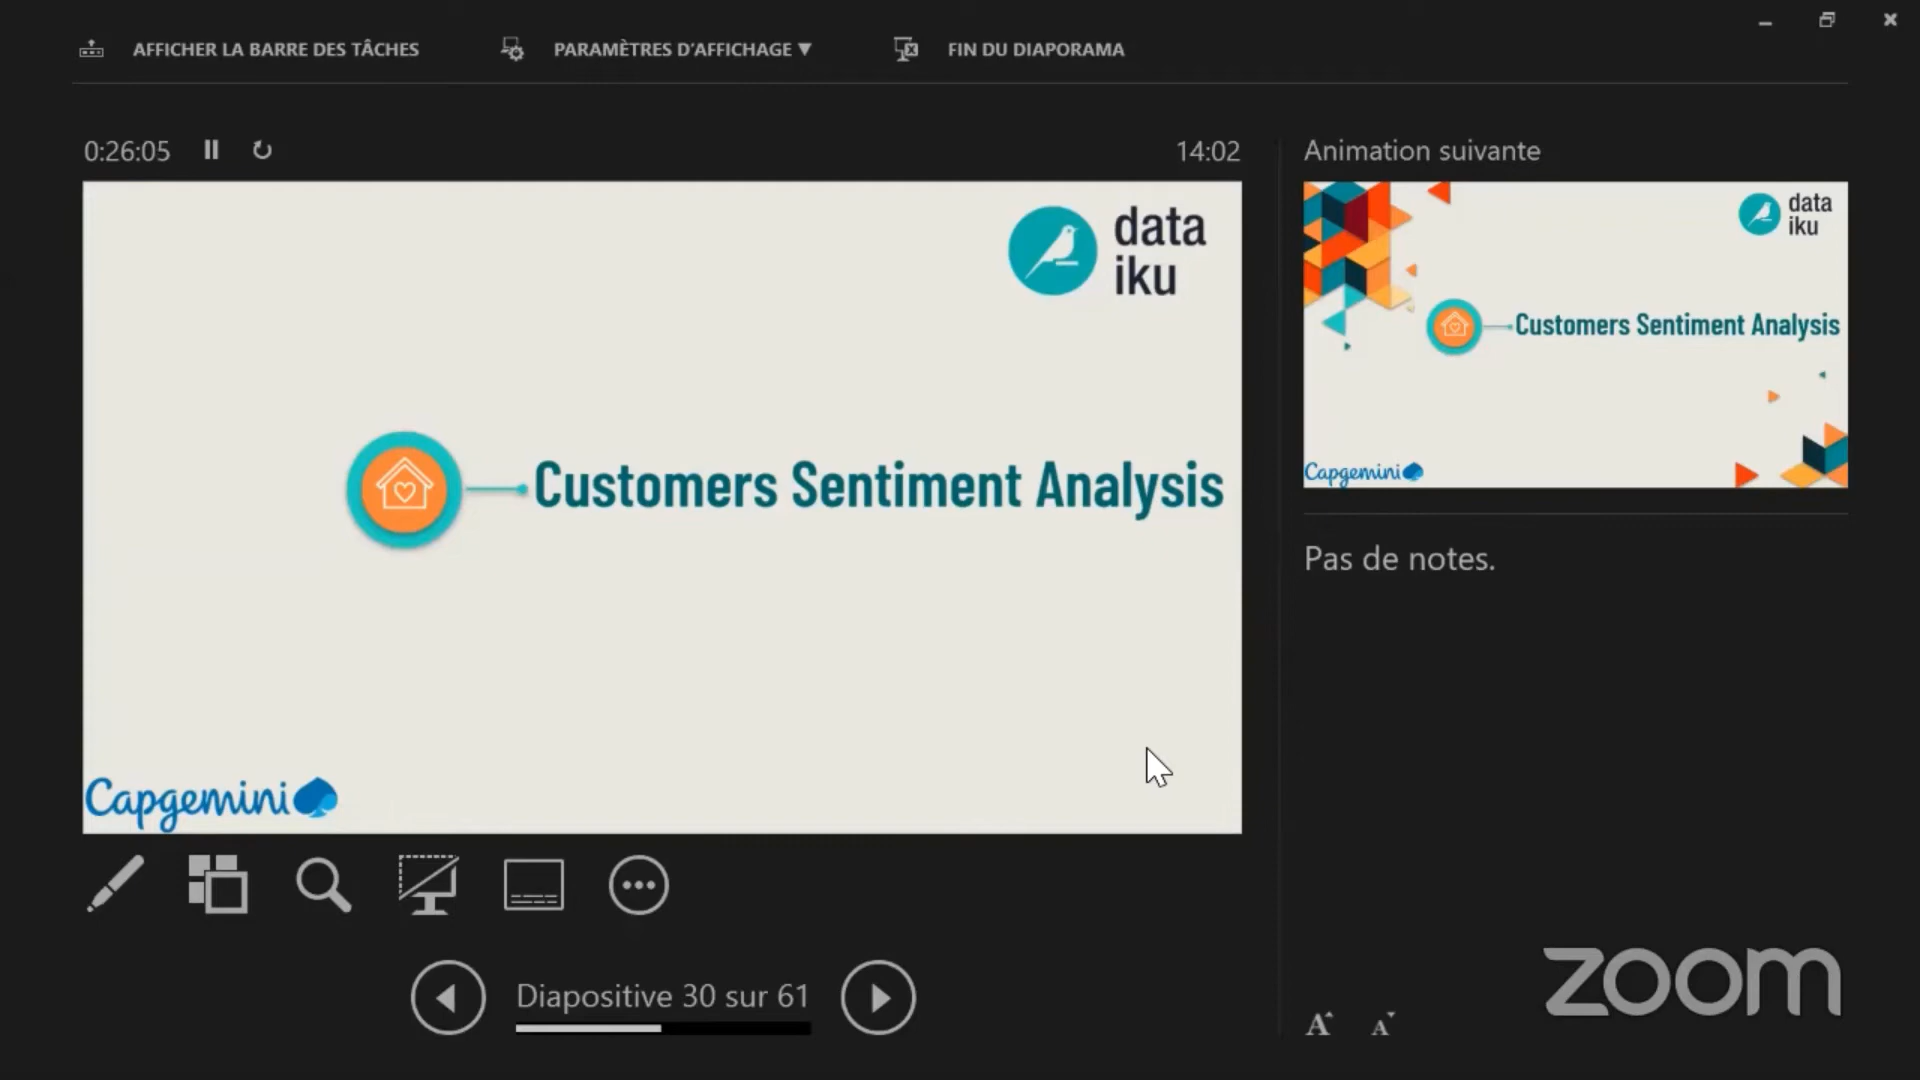 AFFICHER LA BARRE DES TÂCHES
PARAMÈTRES D'AFFICHAGE ▼
FIN DU DIAPORAMA
0:26:05
14:02
data
iku
Customers Sentiment Analysis
Capgemini
Animation suivante
data
iku
Customers Sentiment Analysis
Capgemini
Pas de notes.
Diapositive 30 sur 61
A A
zoom